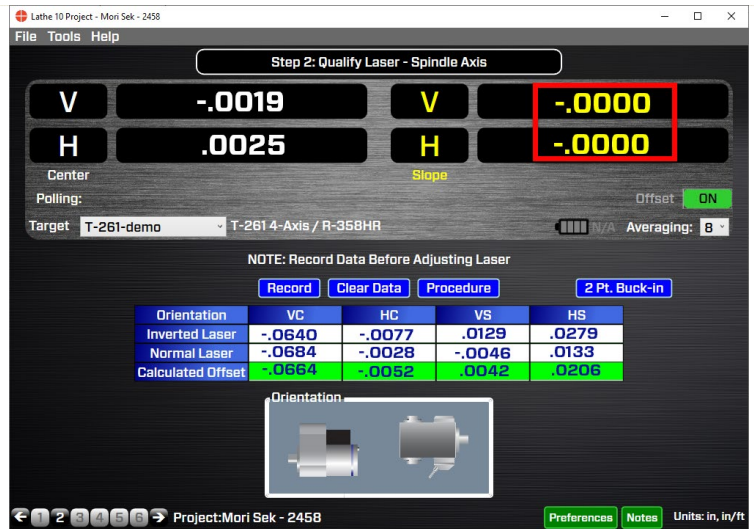 Lathe 10 Project - Mori Sek - 2458
File Tools Help
Step 2: Qualify Laser - Spindle Axis
V -.0019 V -.0000
H .0025 H -.0000
Center Slope
Polling: Offset ON
Target T-261-demo T-261 4-Axis / R-358HR N/A Averaging: 8
NOTE: Record Data Before Adjusting Laser
Record Clear Data Procedure 2 Pt. Buck-in
Orientation VC HC VS HS
Inverted Laser -.0640 -.0077 .0129 .0279
Normal Laser -.0684 -.0028 -.0046 .0133
Calculated Offset -.0664 -.0052 .0042 .0206
Orientation
1 2 3 4 5 6 Project:Mori Sek - 2458 Preferences Notes Units: in, in/ft